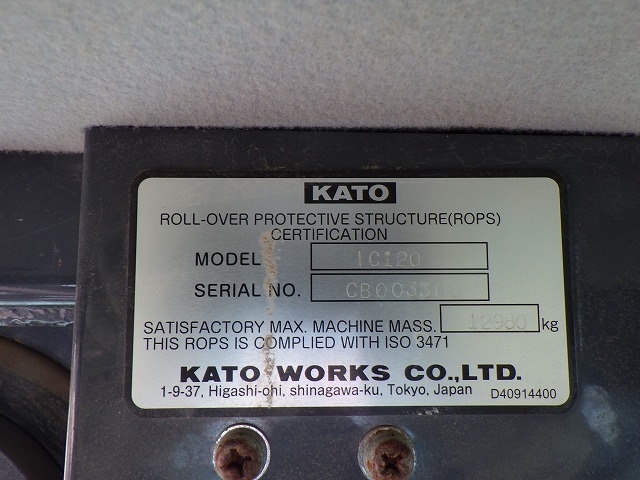 KATO
ROLL-OVER PROTECTIVE STRUCTURE(ROPS)
CERTIFICATION
MODEL IC120
SERIAL NO. CB00330
SATISFACTORY MAX. MACHINE MASS. 12980 kg
THIS ROPS IS COMPLIED WITH ISO 3471
KATO WORKS CO.,LTD.
1-9-37, Higashi-ohi, shinagawa-ku, Tokyo, Japan D40914400